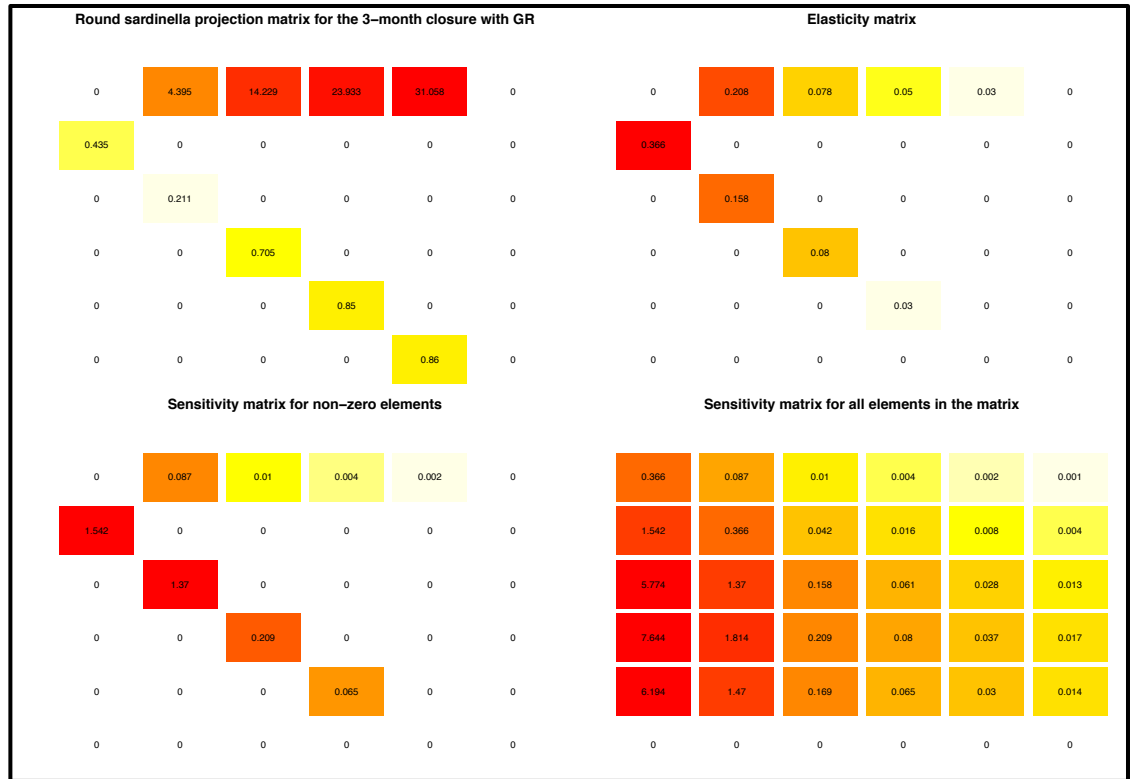 Round sardinella projection matrix for the 3−month closure with GR
0 4.395 14.229 23.933 31.058 0
0.435 0 0 0 0 0
0 0.211 0 0 0 0
0 0 0.705 0 0 0
0 0 0 0.85 0 0
0 0 0 0 0.86 0
Elasticity matrix
0 0.208 0.078 0.05 0.03 0
0.366 0 0 0 0 0
0 0.158 0 0 0 0
0 0 0.08 0 0 0
0 0 0 0.03 0 0
0 0 0 0 0 0
Sensitivity matrix for non−zero elements
0 0.087 0.01 0.004 0.002 0
1.542 0 0 0 0 0
0 1.37 0 0 0 0
0 0 0.209 0 0 0
0 0 0 0.065 0 0
0 0 0 0 0 0
Sensitivity matrix for all elements in the matrix
0.366 0.087 0.01 0.004 0.002 0.001
1.542 0.366 0.042 0.016 0.008 0.004
5.774 1.37 0.158 0.061 0.028 0.013
7.644 1.814 0.209 0.08 0.037 0.017
6.194 1.47 0.169 0.065 0.03 0.014
0 0 0 0 0 0